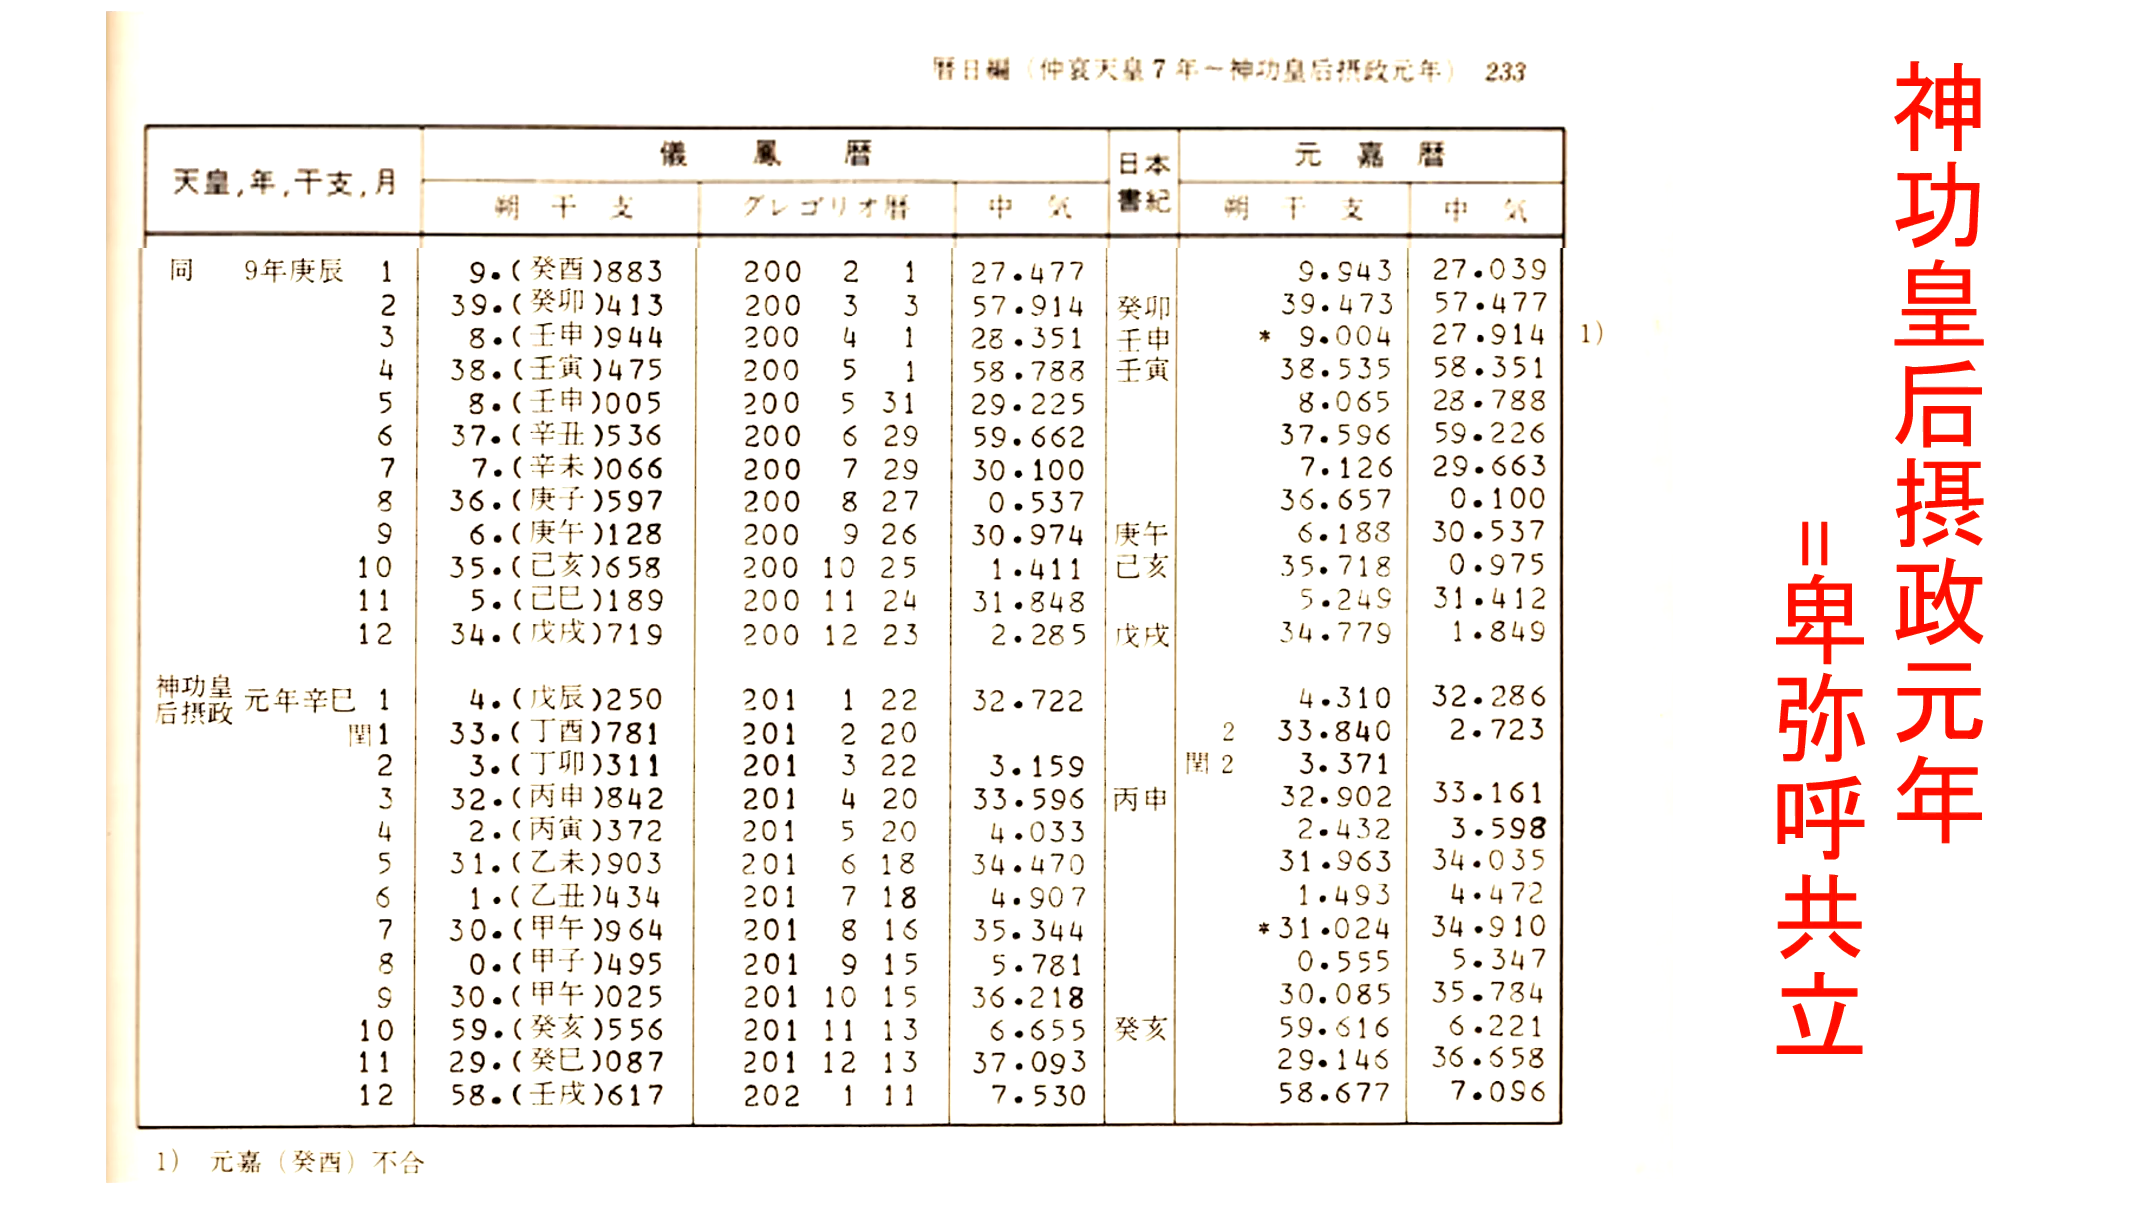 暦日編（仲哀天皇7年～神功皇后摂政元年） 233
天皇,年,干支,月 儀鳳暦 日本書紀 元嘉暦
朔干支 グレゴリオ暦 中気 朔干支 中気
同 9年庚辰 1 9.(癸酉)883 200 2 1 27.477 9.943 27.039
2 39.(癸卯)413 200 3 3 57.914 癸卯 39.473 57.477
3 8.(壬申)944 200 4 1 28.351 壬申 * 9.004 27.914 1)
4 38.(壬寅)475 200 5 1 58.788 壬寅 38.535 58.351
5 8.(壬申)005 200 5 31 29.225 8.065 28.788
6 37.(辛丑)536 200 6 29 59.662 37.596 59.226
7 7.(辛未)066 200 7 29 30.100 7.126 29.663
8 36.(庚子)597 200 8 27 0.537 36.657 0.100
9 6.(庚午)128 200 9 26 30.974 庚午 6.188 30.537
10 35.(己亥)658 200 10 25 1.411 己亥 35.718 0.975
11 5.(己巳)189 200 11 24 31.848 5.249 31.412
12 34.(戊戌)719 200 12 23 2.285 戊戌 34.779 1.849
神功皇后摂政 元年辛巳 1 4.(戊辰)250 201 1 22 32.722 4.310 32.286
閏1 33.(丁酉)781 201 2 20 2 33.840 2.723
2 3.(丁卯)311 201 3 22 3.159 閏2 3.371
3 32.(丙申)842 201 4 20 33.596 丙申 32.902 33.161
4 2.(丙寅)372 201 5 20 4.033 2.432 3.598
5 31.(乙未)903 201 6 18 34.470 31.963 34.035
6 1.(乙丑)434 201 7 18 4.907 1.493 4.472
7 30.(甲午)964 201 8 16 35.344 *31.024 34.910
8 0.(甲子)495 201 9 15 5.781 0.555 5.347
9 30.(甲午)025 201 10 15 36.218 30.085 35.784
10 59.(癸亥)556 201 11 13 6.655 癸亥 59.616 6.221
11 29.(癸巳)087 201 12 13 37.093 29.146 36.658
12 58.(壬戌)617 202 1 11 7.530 58.677 7.096
1) 元嘉（癸酉）不合
神功皇后摂政元年
=卑弥呼共立